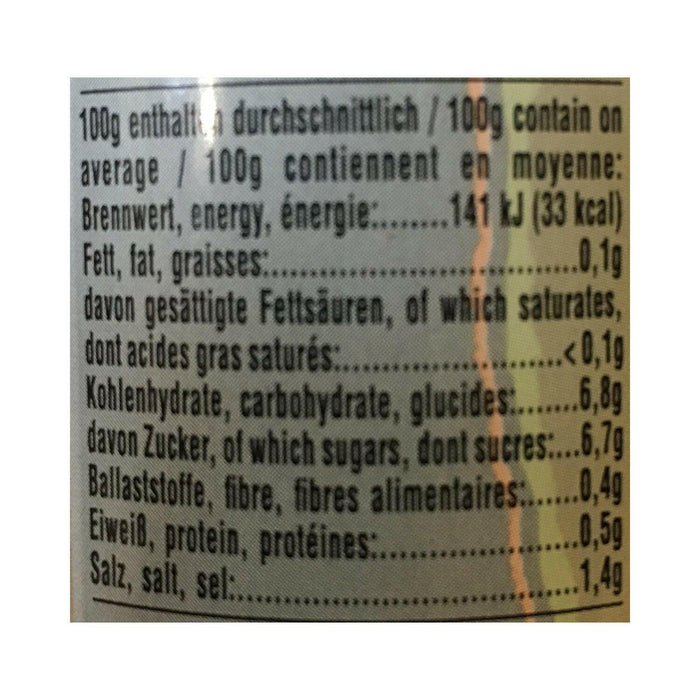 100g enthalten durchschnittlich / 100g contain on
average / 100g contiennent en moyenne:
Brennwert, energy, énergie:........141 kJ (33 kcal)
Fett, fat, graisses:..........................................0,1g
davon gesättigte Fettsäuren, of which saturates,
dont acides gras saturés:..............................<0,1g
Kohlenhydrate, carbohydrate, glucides:.......6,8g
davon Zucker, of which sugars, dont sucres:....6,7g
Ballaststoffe, fibre, fibres alimentaires:.......0,4g
Eiweiß, protein, protéines:..........................0,5g
Salz, salt, sel:.............................................1,4g